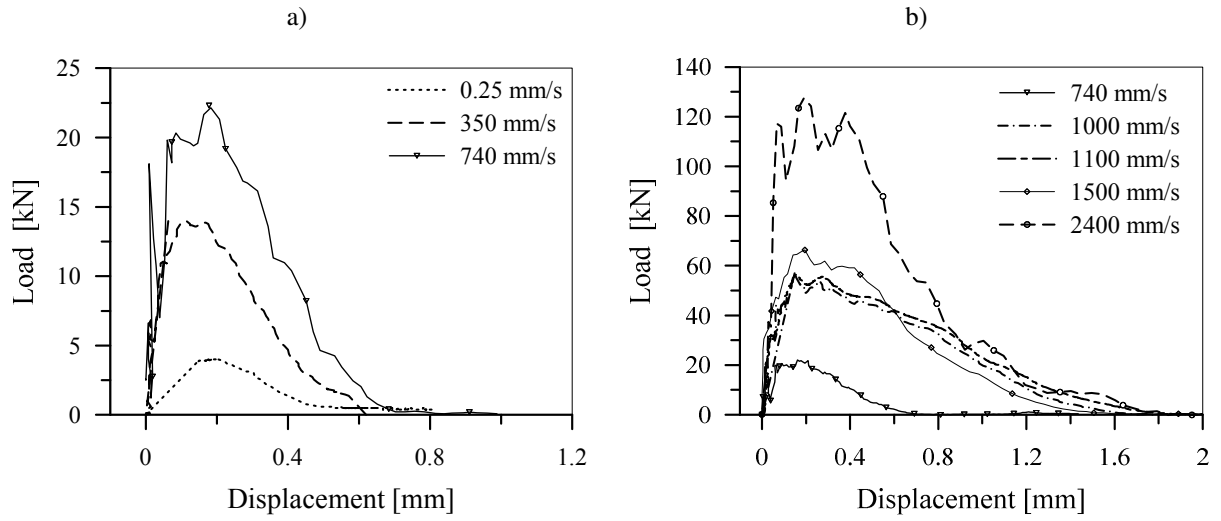 a)
25
20
15
10
5
0
Load [kN]
0
0.4
0.8
1.2
Displacement [mm]
0.25 mm/s
350 mm/s
740 mm/s
b)
140
120
100
80
60
40
20
0
Load [kN]
0
0.4
0.8
1.2
1.6
2
Displacement [mm]
740 mm/s
1000 mm/s
1100 mm/s
1500 mm/s
2400 mm/s